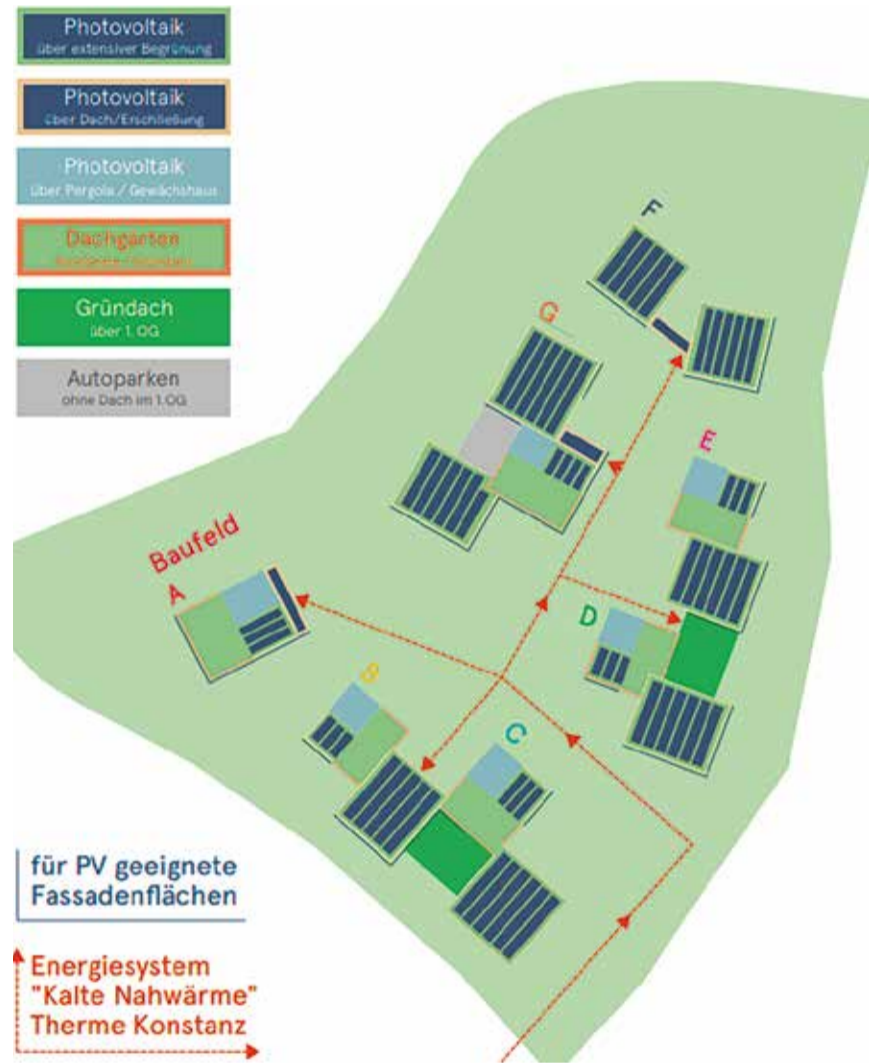 Photovoltaik
über extensiver Begrünung
Photovoltaik
über Dach/Erschließung
Photovoltaik
über Pergola / Gewächshaus
Dachgarten
Gründach
über 1. OG
Autoparken
ohne Dach im 1.OG
F
G
E
Baufeld
A
D
B
C
für PV geeignete
Fassadenflächen
Energiesystem
"Kalte Nahwärme"
Therme Konstanz